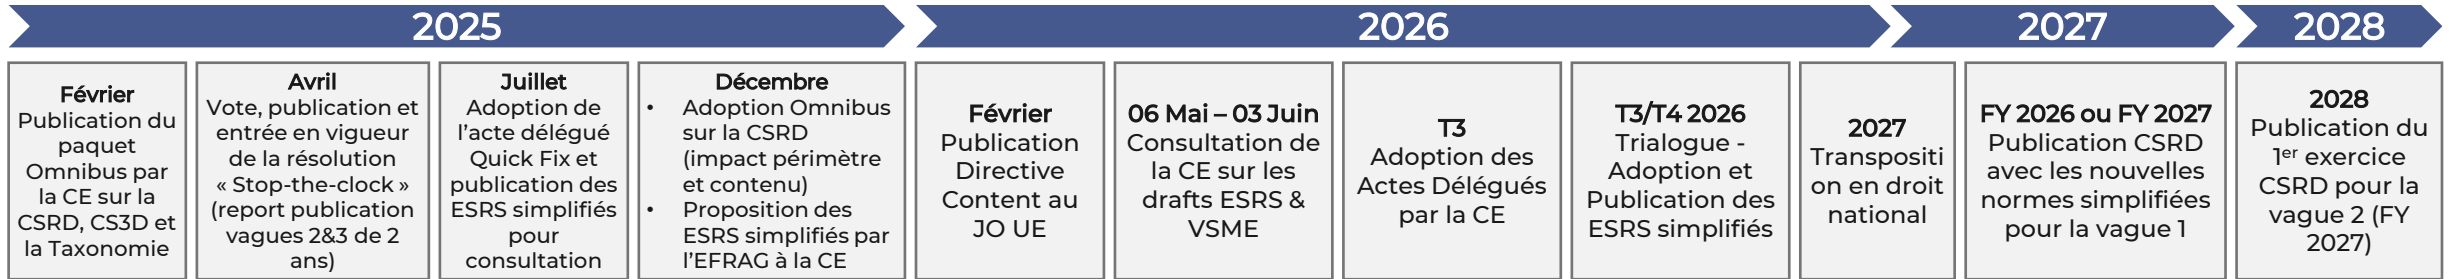 2025
2026
2027
2028
Février
Publication du
paquet
Omnibus par
la CE sur la
CSRD, CS3D et
la Taxonomie
Avril
Vote, publication et
entrée en vigueur
de la résolution
« Stop-the-clock »
(report publication
vagues 2&3 de 2
ans)
Juillet
Adoption de
l’acte délégué
Quick Fix et
publication des
ESRS simplifiés
pour
consultation
Décembre
• Adoption Omnibus
sur la CSRD
(impact périmètre
et contenu)
• Proposition des
ESRS simplifiés par
l’EFRAG à la CE
Février
Publication
Directive
Content au
JO UE
06 Mai – 03 Juin
Consultation de
la CE sur les
drafts ESRS &
VSME
T3
Adoption des
Actes Délégués
par la CE
T3/T4 2026
Trialogue -
Adoption et
Publication des
ESRS simplifiés
2027
Transpositi
on en droit
national
FY 2026 ou FY 2027
Publication CSRD
avec les nouvelles
normes simplifiées
pour la vague 1
2028
Publication du
1er exercice
CSRD pour la
vague 2 (FY
2027)